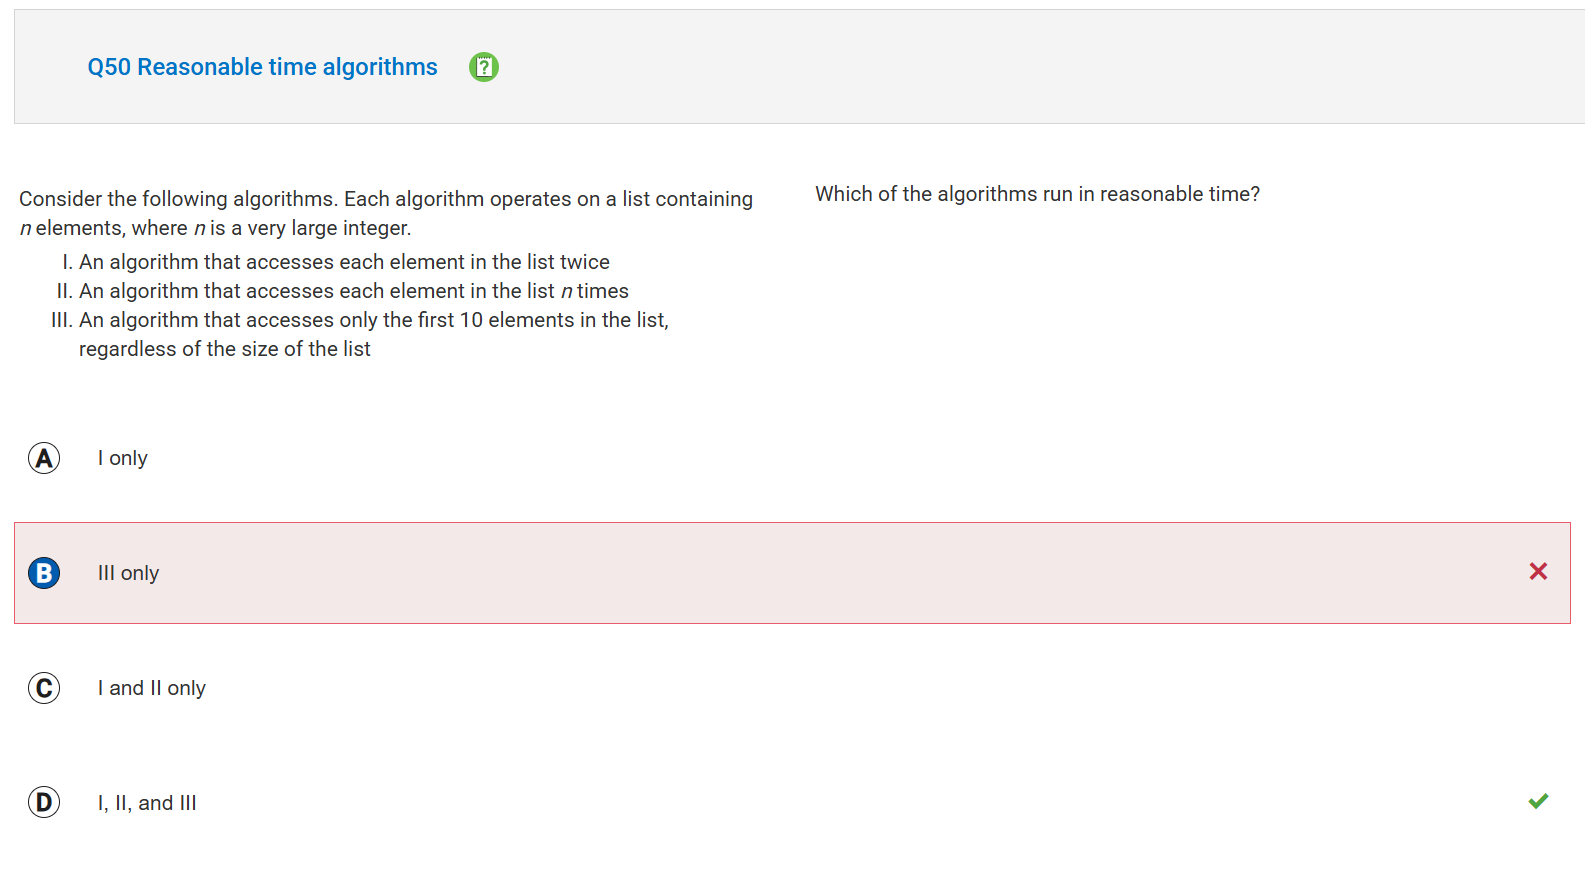 Q50 Reasonable time algorithms
Consider the following algorithms. Each algorithm operates on a list containing
n elements, where n is a very large integer.
I. An algorithm that accesses each element in the list twice
II. An algorithm that accesses each element in the list n times
III. An algorithm that accesses only the first 10 elements in the list,
regardless of the size of the list
Which of the algorithms run in reasonable time?
A I only
B III only
C I and II only
D I, II, and III